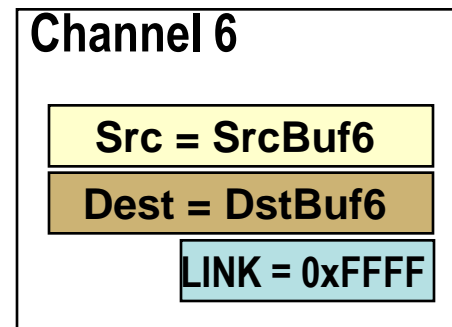 Channel 6
Src = SrcBuf6
Dest = DstBuf6
LINK = 0xFFFF